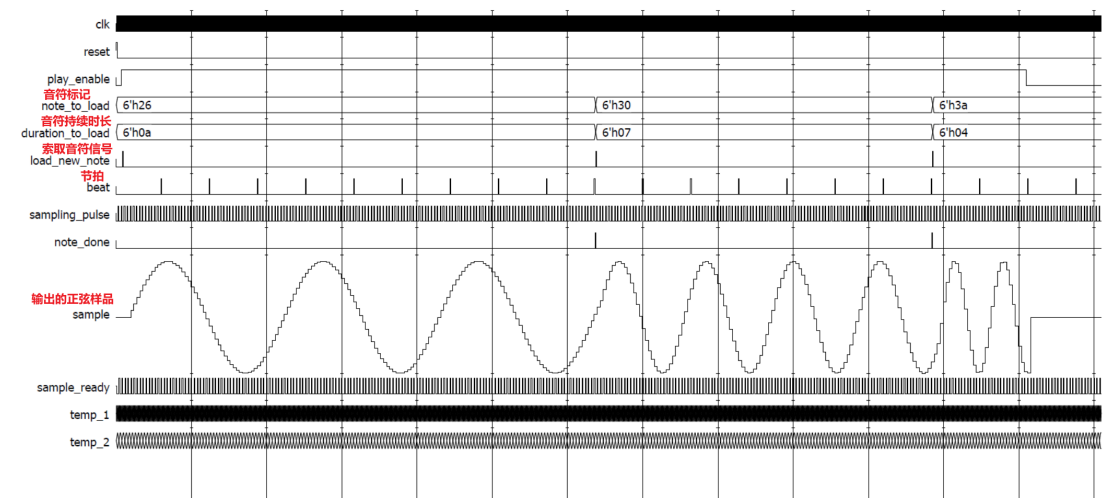 clk
reset
play_enable
音符标记
note_to_load 6'h26 6'h30 6'h3a
音符持续时长
duration_to_load 6'h0a 6'h07 6'h04
索取音符信号
load_new_note
节拍
beat
sampling_pulse
note_done
输出的正弦样品
sample
sample_ready
temp_1
temp_2